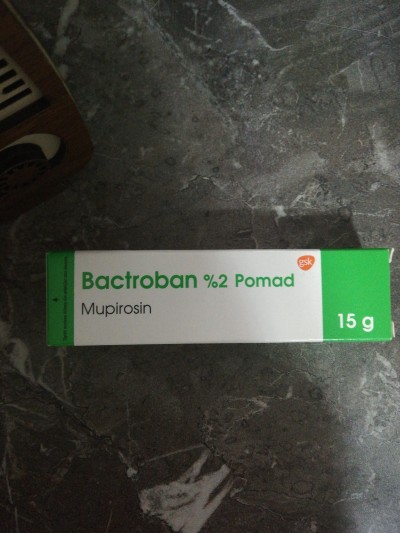 Bactroban %2 Pomad
gsk
Mupirosin
15 g